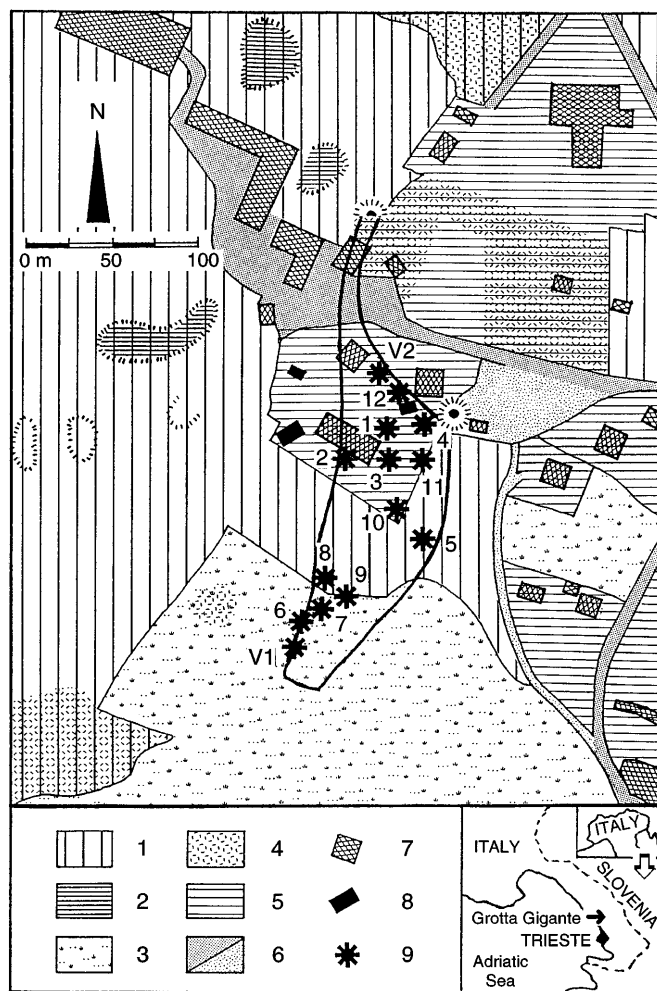 N
0 m 50 100
V2
12
1
4
2
3
11
10
5
8
9
6
7
V1
1
2
3
4
5
6
7
8
9
ITALY
ITALY
SLOVENIA
Grotta Gigante
TRIESTE
Adriatic
Sea